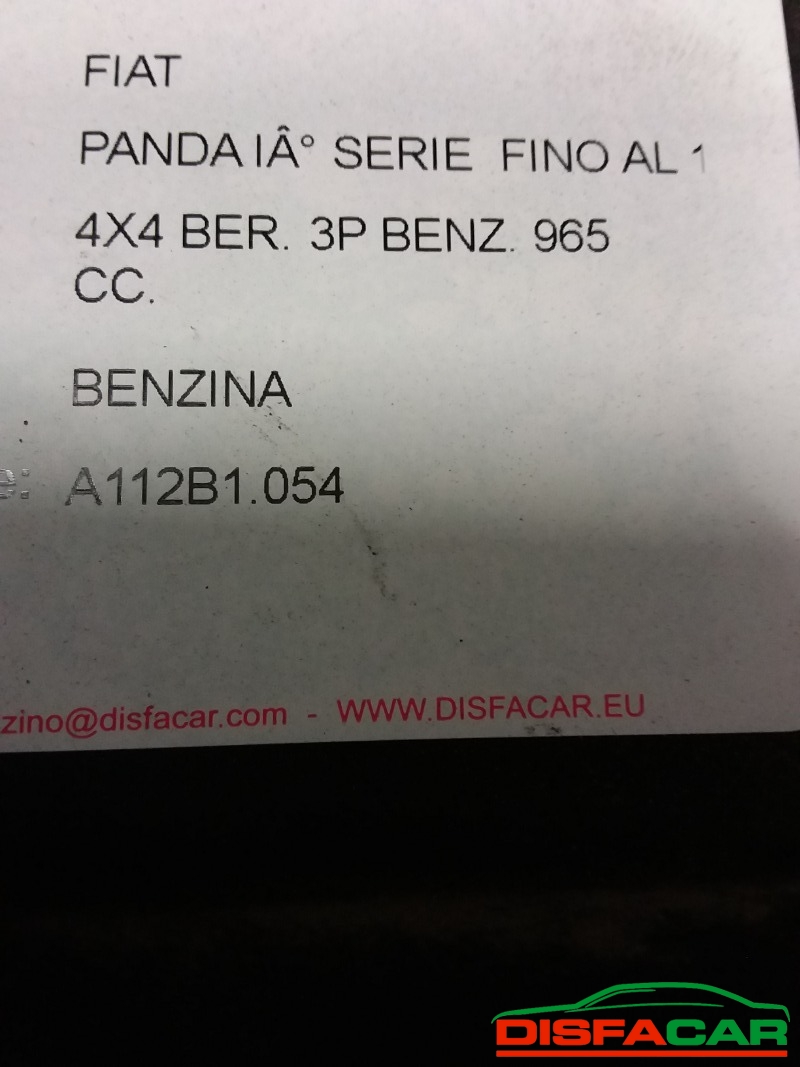 FIAT
PANDA IÂ° SERIE FINO AL 1
4X4 BER. 3P BENZ. 965
CC.
BENZINA
e: A112B1.054
zino@disfacar.com - WWW.DISFACAR.EU
DISFACAR